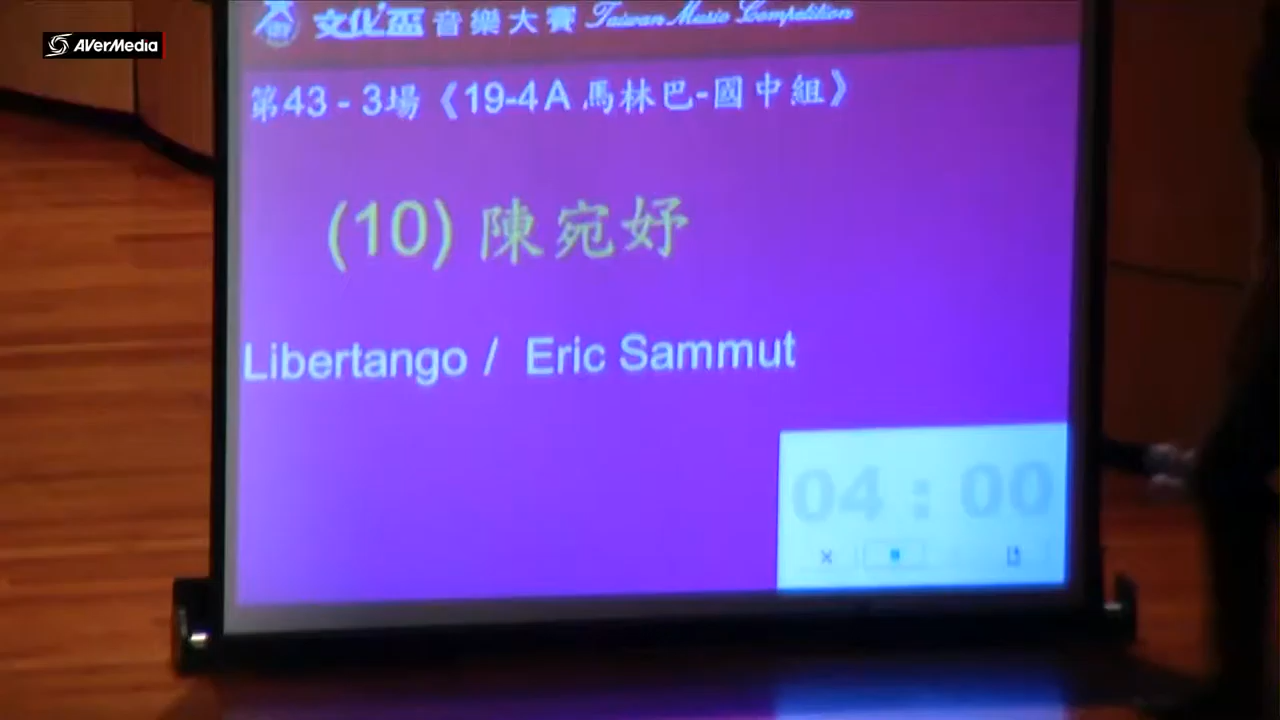 AVerMedia
文化盃音樂大賽 Taiwan Music Competition
第43-3場《19-4A 馬林巴-國中組》
(10) 陳宛妤
Libertango / Eric Sammut
04 : 00